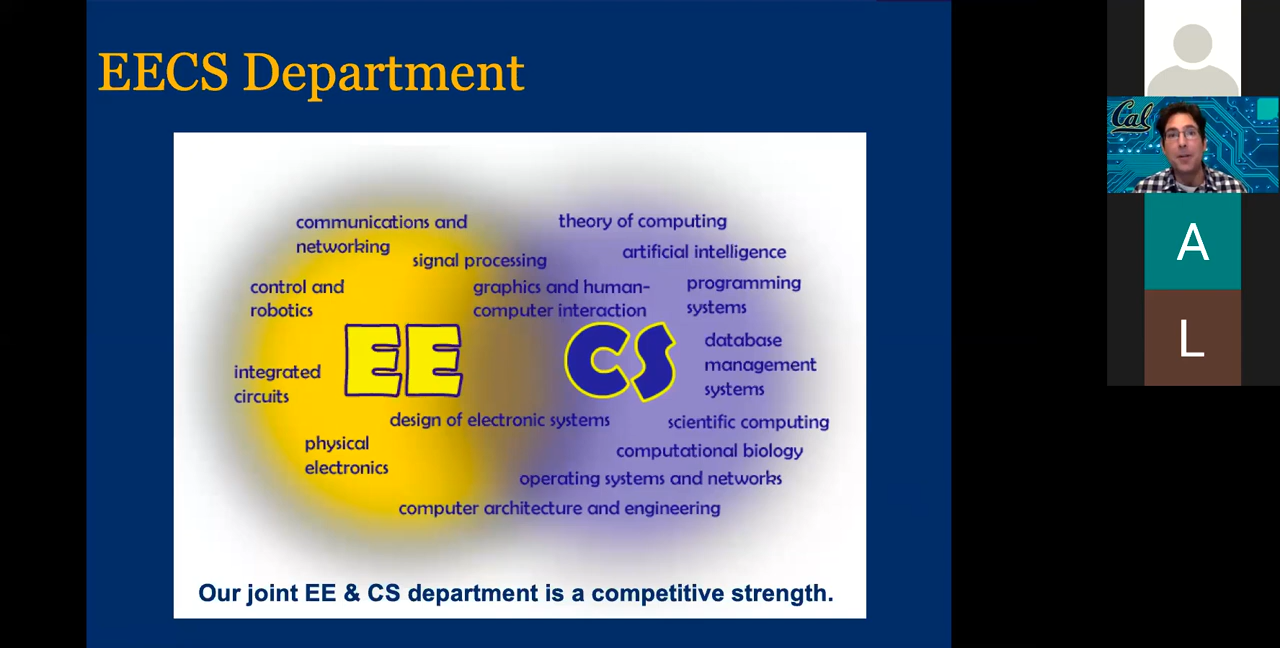 EECS Department
communications and
networking
theory of computing
signal processing
artificial intelligence
control and
robotics
graphics and human-
computer interaction
programming
systems
EE
CS
database
management
systems
integrated
circuits
design of electronic systems
scientific computing
physical
electronics
computational biology
operating systems and networks
computer architecture and engineering
Our joint EE & CS department is a competitive strength.
Cal
A
L